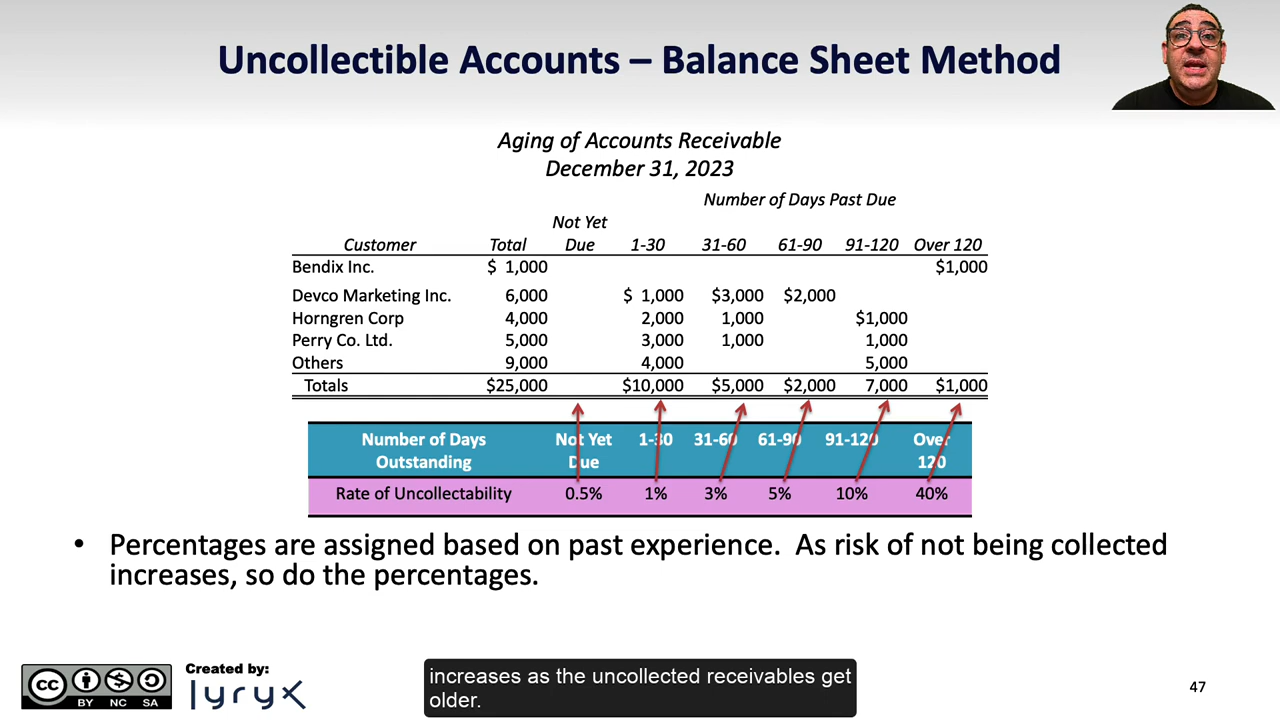 Uncollectible Accounts – Balance Sheet Method
Aging of Accounts Receivable
December 31, 2023
Number of Days Past Due
Not Yet
Customer Total Due 1-30 31-60 61-90 91-120 Over 120
Bendix Inc. $ 1,000 $1,000
Devco Marketing Inc. 6,000 $ 1,000 $3,000 $2,000
Horngren Corp 4,000 2,000 1,000 $1,000
Perry Co. Ltd. 5,000 3,000 1,000 1,000
Others 9,000 4,000 5,000
Totals $25,000 $10,000 $5,000 $2,000 7,000 $1,000
Number of Days Not Yet 1-30 31-60 61-90 91-120 Over
Outstanding Due 120
Rate of Uncollectability 0.5% 1% 3% 5% 10% 40%
• Percentages are assigned based on past experience. As risk of not being collected
increases, so do the percentages.
Created by:
lyryx
cc
BY NC SA
increases as the uncollected receivables get
older.
47